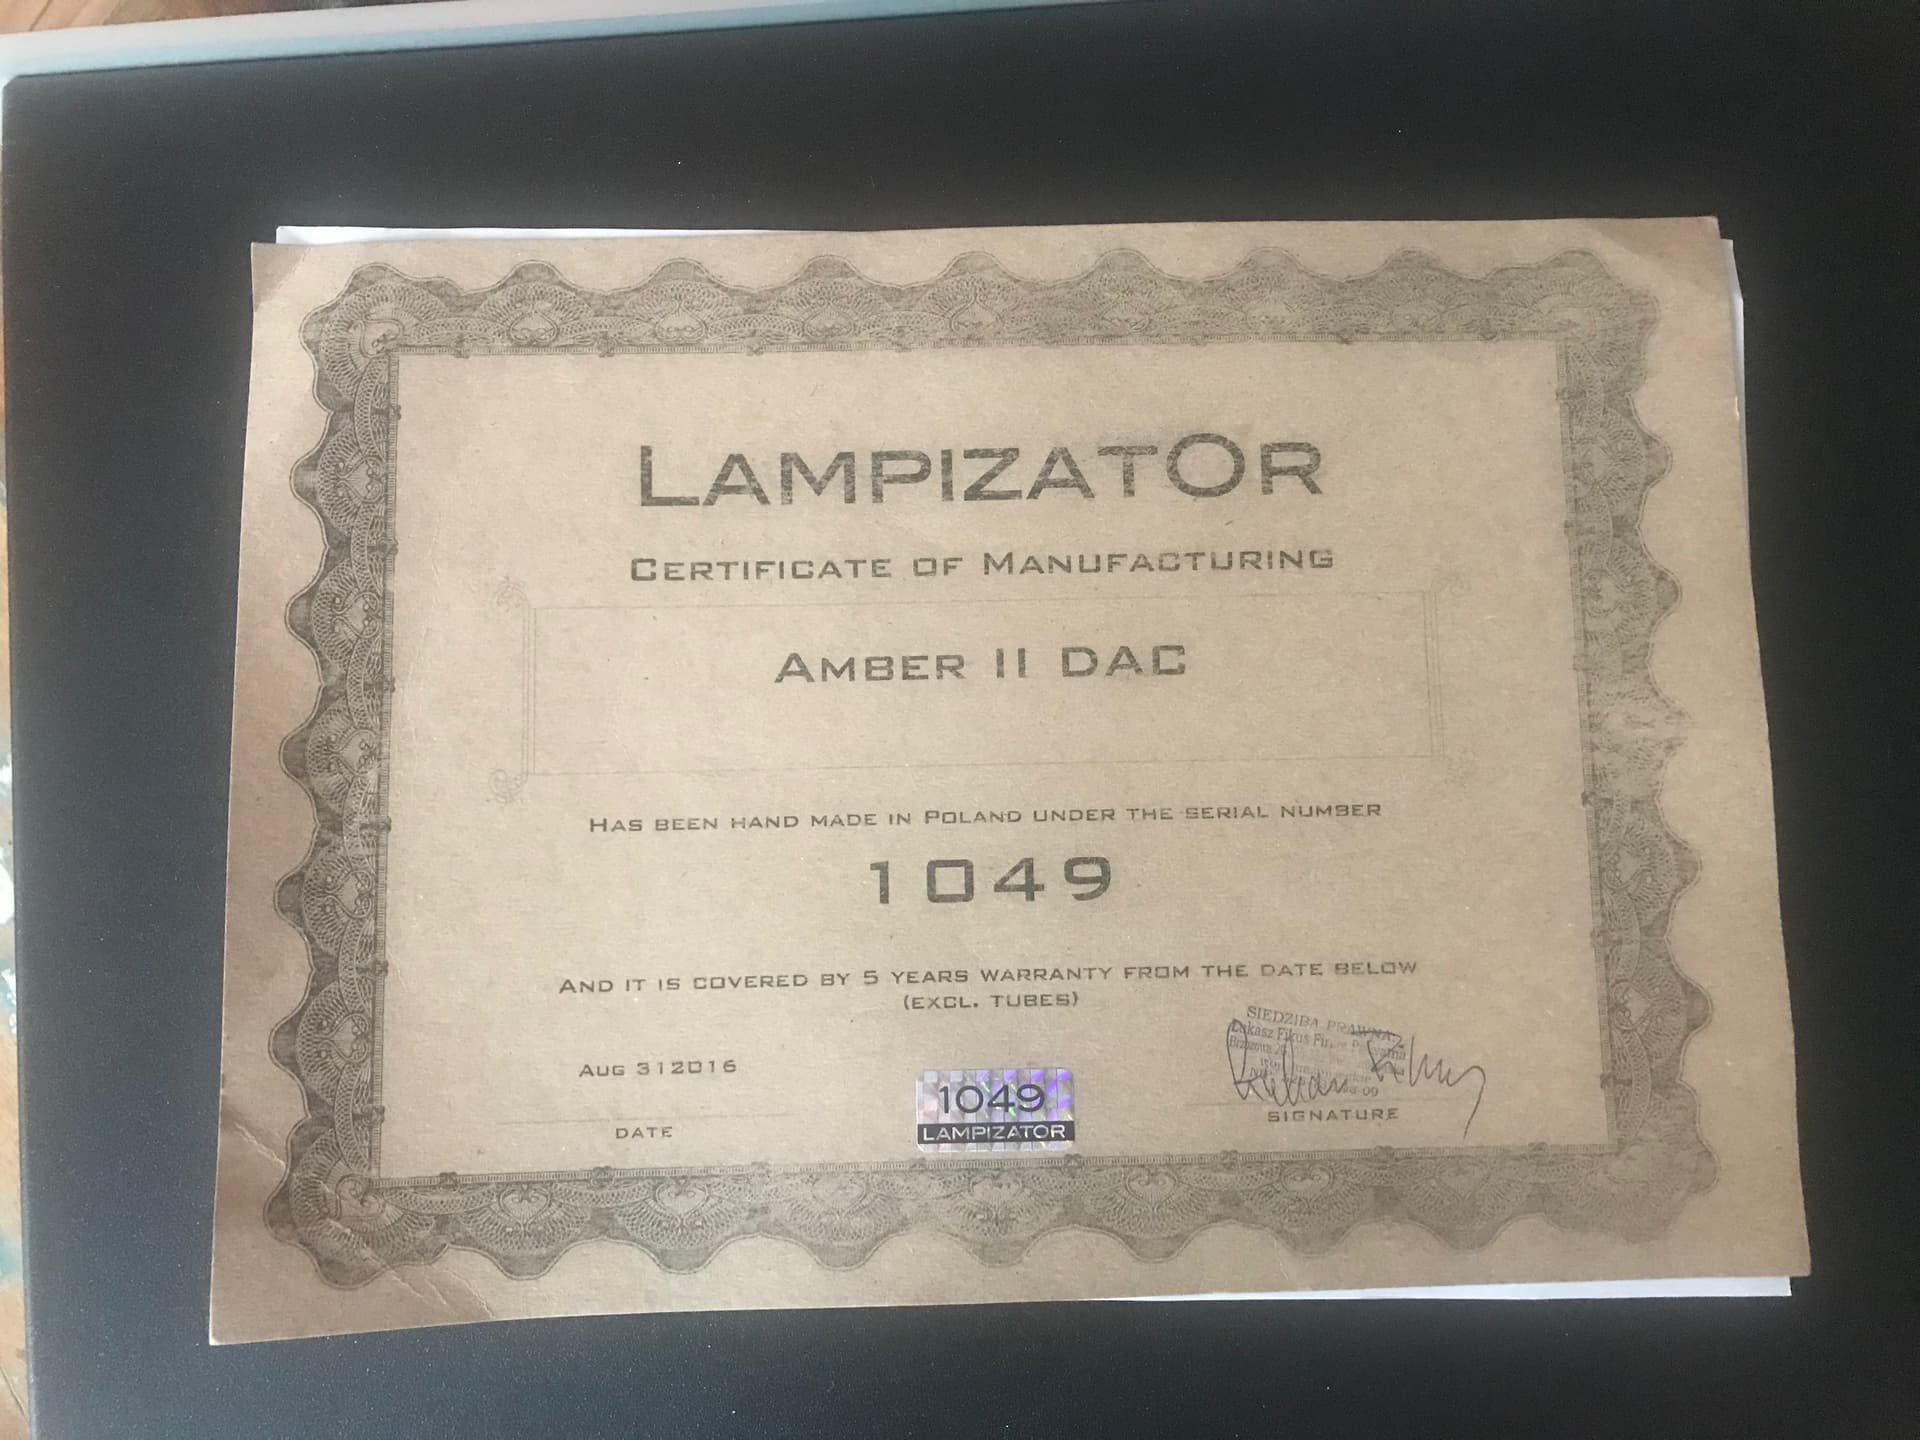 LAMPIZATOR
CERTIFICATE OF MANUFACTURING
AMBER II DAC
HAS BEEN HAND MADE IN POLAND UNDER THE SERIAL NUMBER
1049
AND IT IS COVERED BY 5 YEARS WARRANTY FROM THE DATE BELOW
(EXCL. TUBES)
SIEDZIBA PRAWNA:
Łukasz Fikus
AUG 312016
1049
LAMPIZATOR
DATE
SIGNATURE